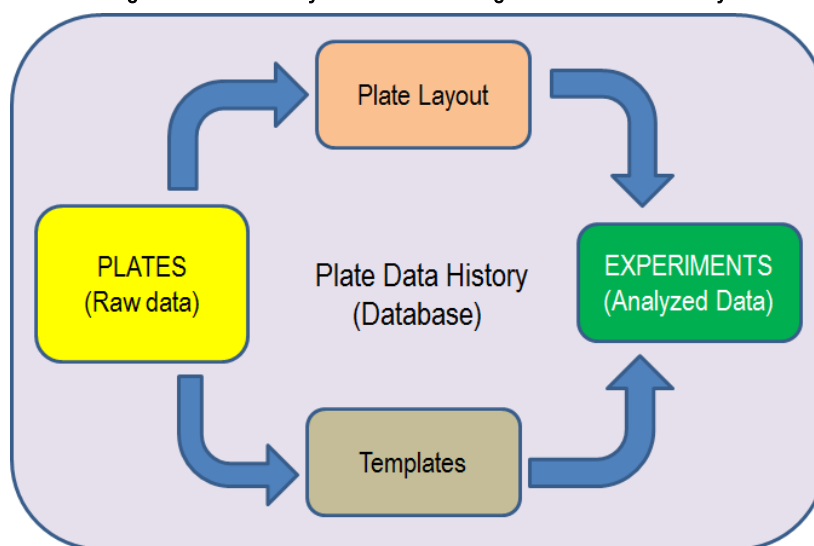 Plate Layout
PLATES
(Raw data)
Plate Data History
(Database)
EXPERIMENTS
(Analyzed Data)
Templates